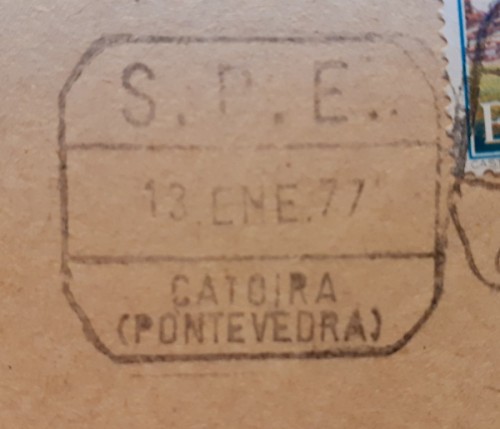 S.P.E.
13 ENE.77
CATOIRA
(PONTEVEDRA)